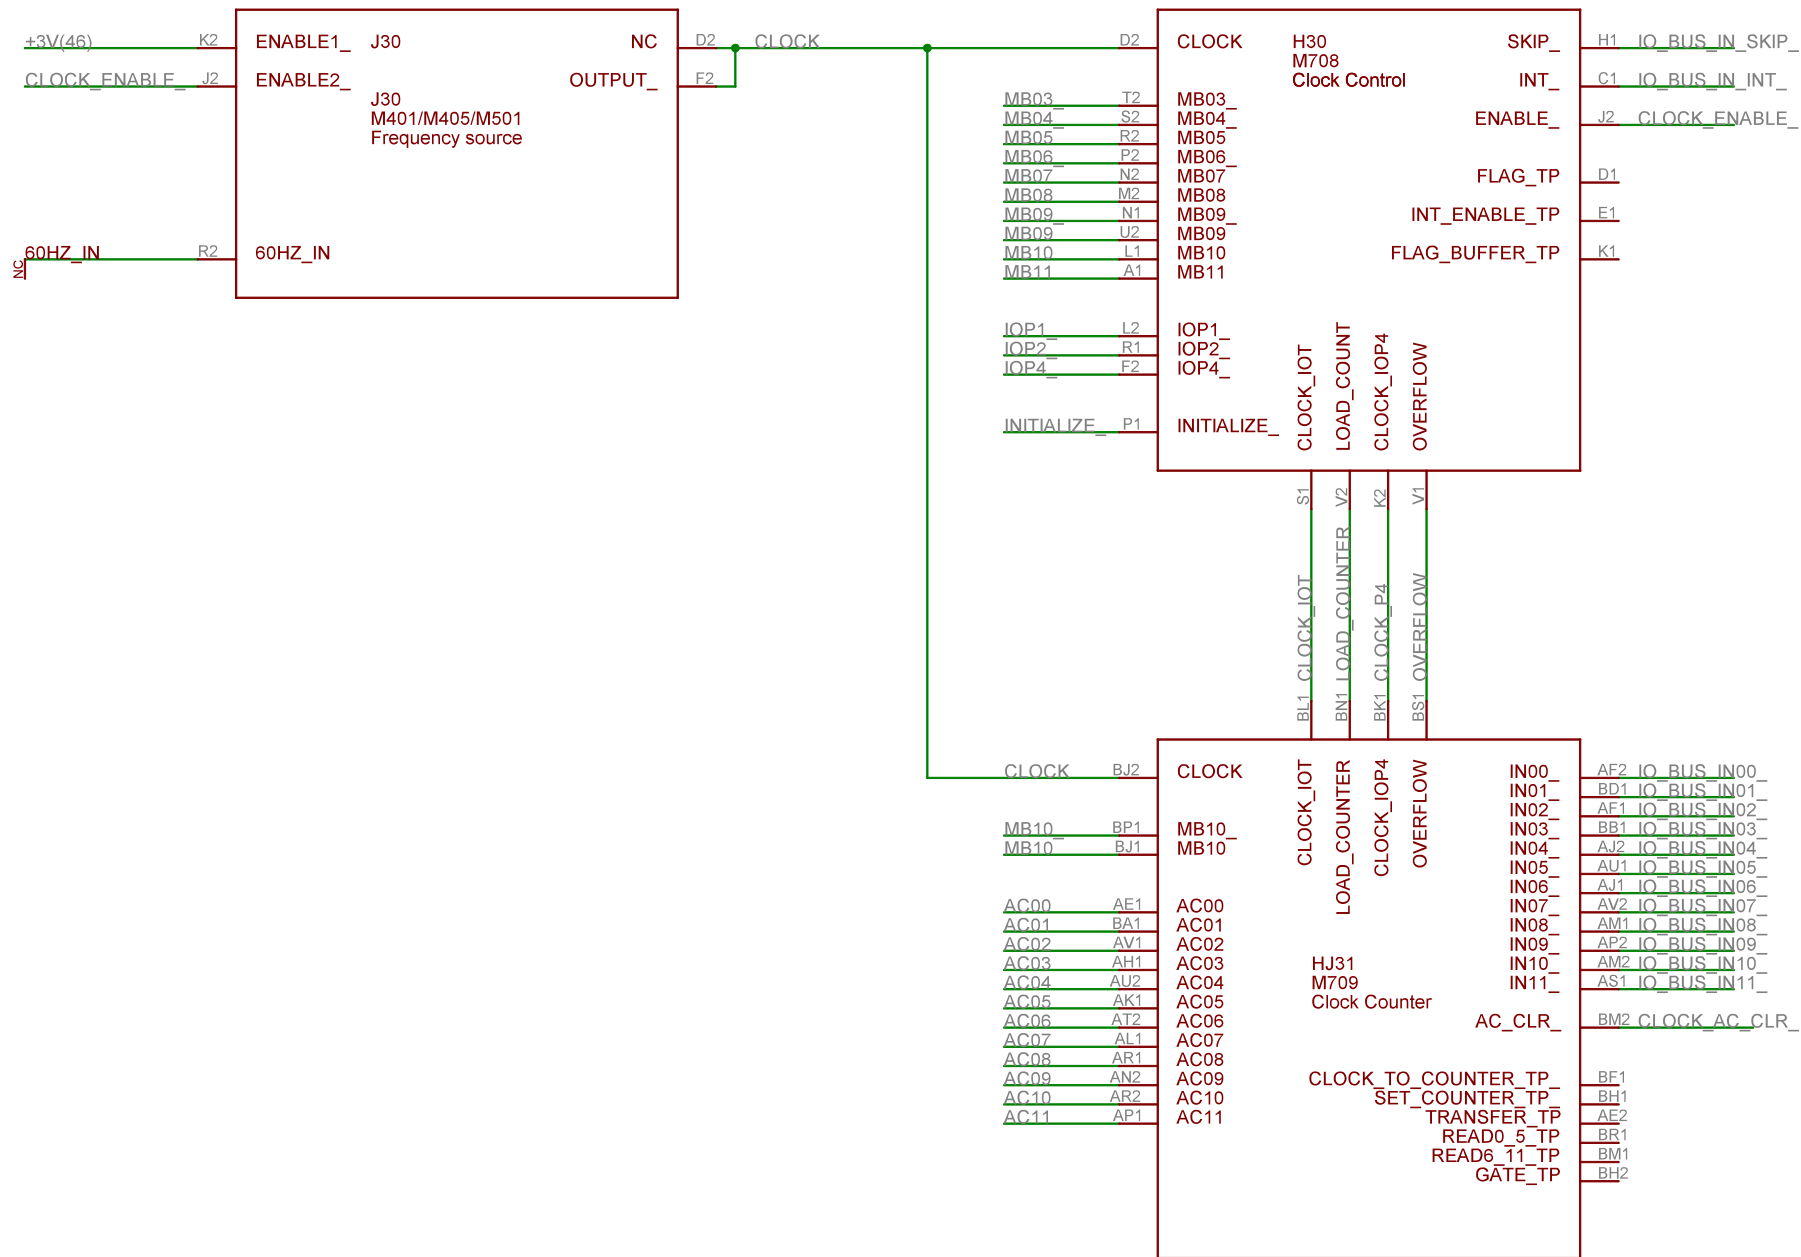 +3V(46) K2 ENABLE1_ J30 NC D2 CLOCK
CLOCK_ENABLE_ J2 ENABLE2_ OUTPUT_ F2
J30
M401/M405/M501
Frequency source
60HZ_IN R2 60HZ_IN
NC
D2 CLOCK H30 SKIP_ H1 IO_BUS_IN_SKIP_
M708
Clock Control INT_ C1 IO_BUS_IN_INT_
MB03_ T2 MB03_
MB04_ S2 MB04_ ENABLE_ J2 CLOCK_ENABLE_
MB05 R2 MB05
MB06_ P2 MB06_
MB07 N2 MB07 FLAG_TP D1
MB08 M2 MB08
MB09_ N1 MB09_ INT_ENABLE_TP E1
MB09 U2 MB09
MB10 L1 MB10 FLAG_BUFFER_TP K1
MB11 A1 MB11
IOP1_ L2 IOP1_
IOP2_ R1 IOP2_
IOP4_ F2 IOP4_
INITIALIZE_ P1 INITIALIZE_
CLOCK_IOT LOAD_COUNT CLOCK_IOP4 OVERFLOW
S1 V2 K2 V1
CLOCK_IOT LOAD_COUNTER CLOCK_P4 OVERFLOW
BL1 BN1 BK1 BS1
CLOCK_IOT LOAD_COUNTER CLOCK_IOP4 OVERFLOW
CLOCK BJ2 CLOCK IN00_ AF2 IO_BUS_IN00_
IN01_ BD1 IO_BUS_IN01_
IN02_ AF1 IO_BUS_IN02_
MB10_ BP1 MB10_ IN03_ BB1 IO_BUS_IN03_
MB10 BJ1 MB10 IN04_ AJ2 IO_BUS_IN04_
IN05_ AU1 IO_BUS_IN05_
IN06_ AJ1 IO_BUS_IN06_
AC00 AE1 AC00 IN07_ AV2 IO_BUS_IN07_
AC01 BA1 AC01 IN08_ AM1 IO_BUS_IN08_
AC02 AV1 AC02 IN09_ AP2 IO_BUS_IN09_
AC03 AH1 AC03 HJ31 IN10_ AM2 IO_BUS_IN10_
AC04 AU2 AC04 M709 IN11_ AS1 IO_BUS_IN11_
AC05 AK1 AC05 Clock Counter
AC06 AT2 AC06 AC_CLR_ BM2 CLOCK_AC_CLR_
AC07 AL1 AC07
AC08 AR1 AC08
AC09 AN2 AC09 CLOCK_TO_COUNTER_TP_ BF1
AC10 AR2 AC10 SET_COUNTER_TP_ BH1
AC11 AP1 AC11 TRANSFER_TP AE2
READ0_5_TP BR1
READ6_11_TP BM1
GATE_TP BH2